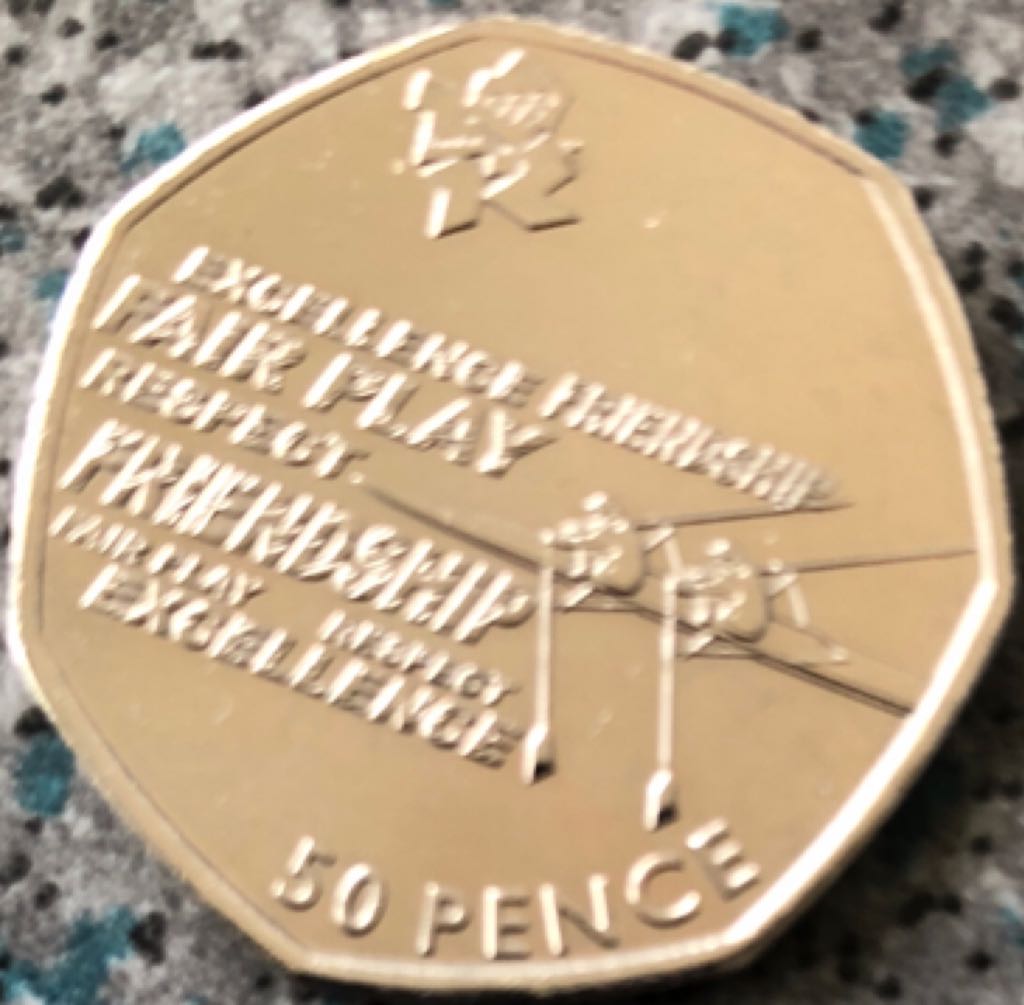 EXCELLENCE FRIENDSHIP
FAIR PLAY
RESPECT
FRIENDSHIP
FAIR PLAY RESPECT
EXCELLENCE
50 PENCE